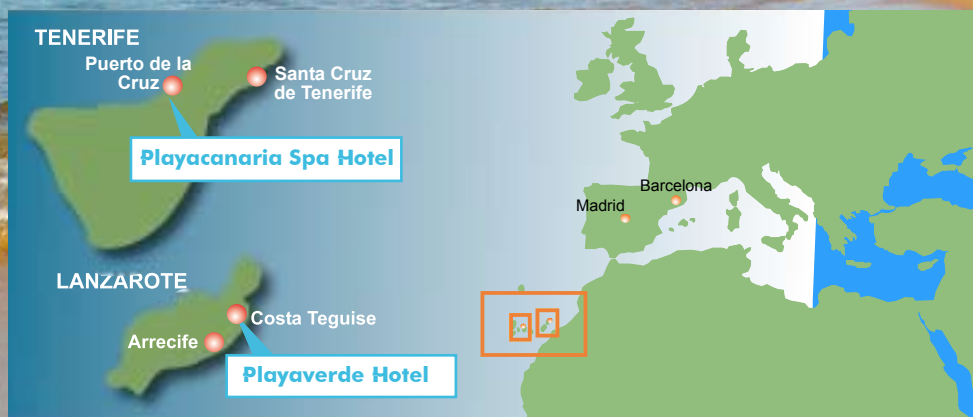 TENERIFE
Puerto de la
Cruz
Santa Cruz
de Tenerife
Playacanaria Spa Hotel
Barcelona
Madrid
LANZAROTE
Costa Teguise
Arrecife
Playaverde Hotel